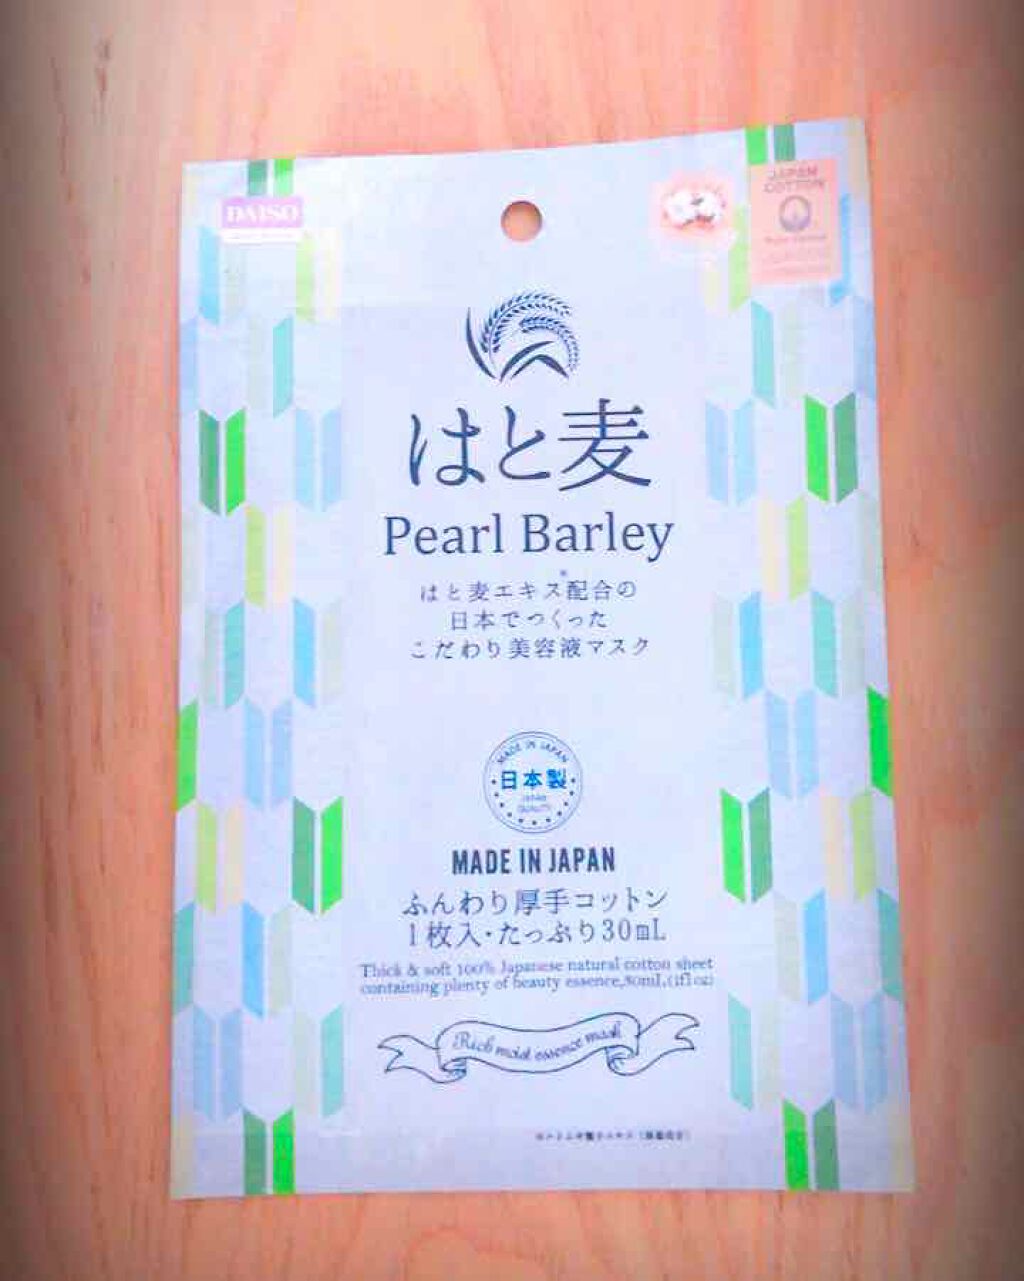 DAISO
JAPAN
COTTON
はと麦
Pearl Barley
はと麦エキス*配合の
日本でつくった
こだわり美容液マスク
MADE IN JAPAN
日本製
JAPAN
QUALITY
MADE IN JAPAN
ふんわり厚手コットン
1枚入・たっぷり30mL
Thick & soft 100% Japanese natural cotton sheet
containing plenty of beauty essence,30mL(1fl oz)
Rich moist essence mask